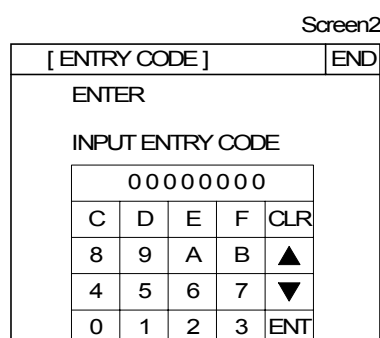 Screen2
[ ENTRY CODE ] END
ENTER
INPUT ENTRY CODE
00000000
C D E F CLR
8 9 A B ▲
4 5 6 7 ▼
0 1 2 3 ENT